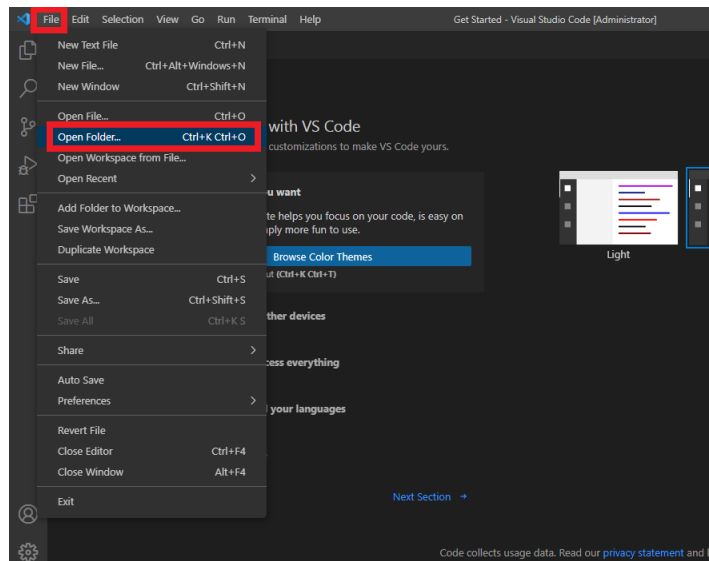 File Edit Selection View Go Run Terminal Help Get Started - Visual Studio Code [Administrator]
New Text File Ctrl+N
New File... Ctrl+Alt+Windows+N
New Window Ctrl+Shift+N
Open File... Ctrl+O
Open Folder... Ctrl+K Ctrl+O
Open Workspace from File...
Open Recent
Add Folder to Workspace...
Save Workspace As...
Duplicate Workspace
Save Ctrl+S
Save As... Ctrl+Shift+S
Save All Ctrl+K S
Share
Auto Save
Preferences
Revert File
Close Editor Ctrl+F4
Close Window Alt+F4
Exit
with VS Code
customizations to make VS Code yours.
u want
te helps you focus on your code, is easy on
ply more fun to use.
Browse Color Themes
ut (Ctrl+K Ctrl+T)
Light
ther devices
cess everything
your languages
Next Section →
Code collects usage data. Read our privacy statement and